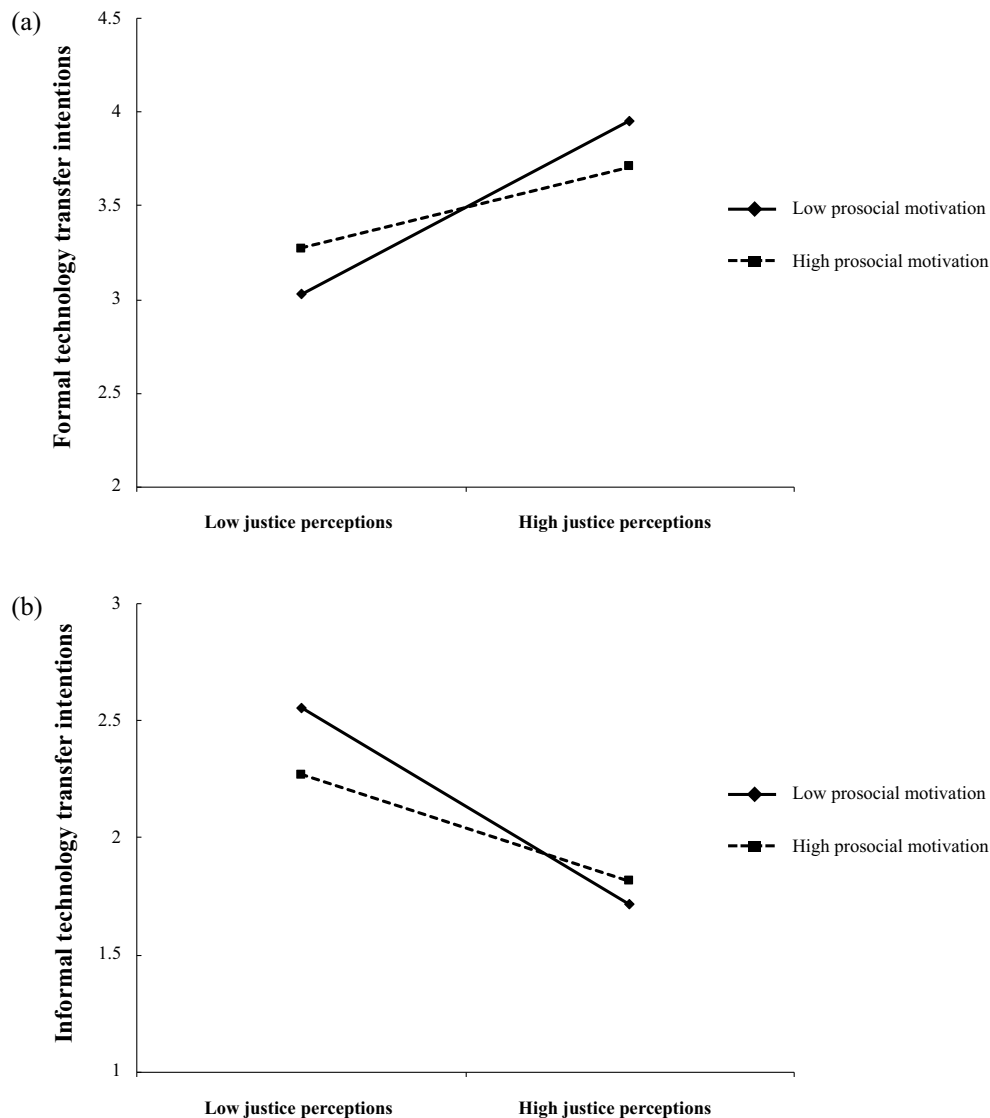 (a)
Formal technology transfer intentions
4.5
4
3.5
3
2.5
2
Low justice perceptions
High justice perceptions
Low prosocial motivation
High prosocial motivation
(b)
Informal technology transfer intentions
3
2.5
2
1.5
1
Low justice perceptions
High justice perceptions
Low prosocial motivation
High prosocial motivation